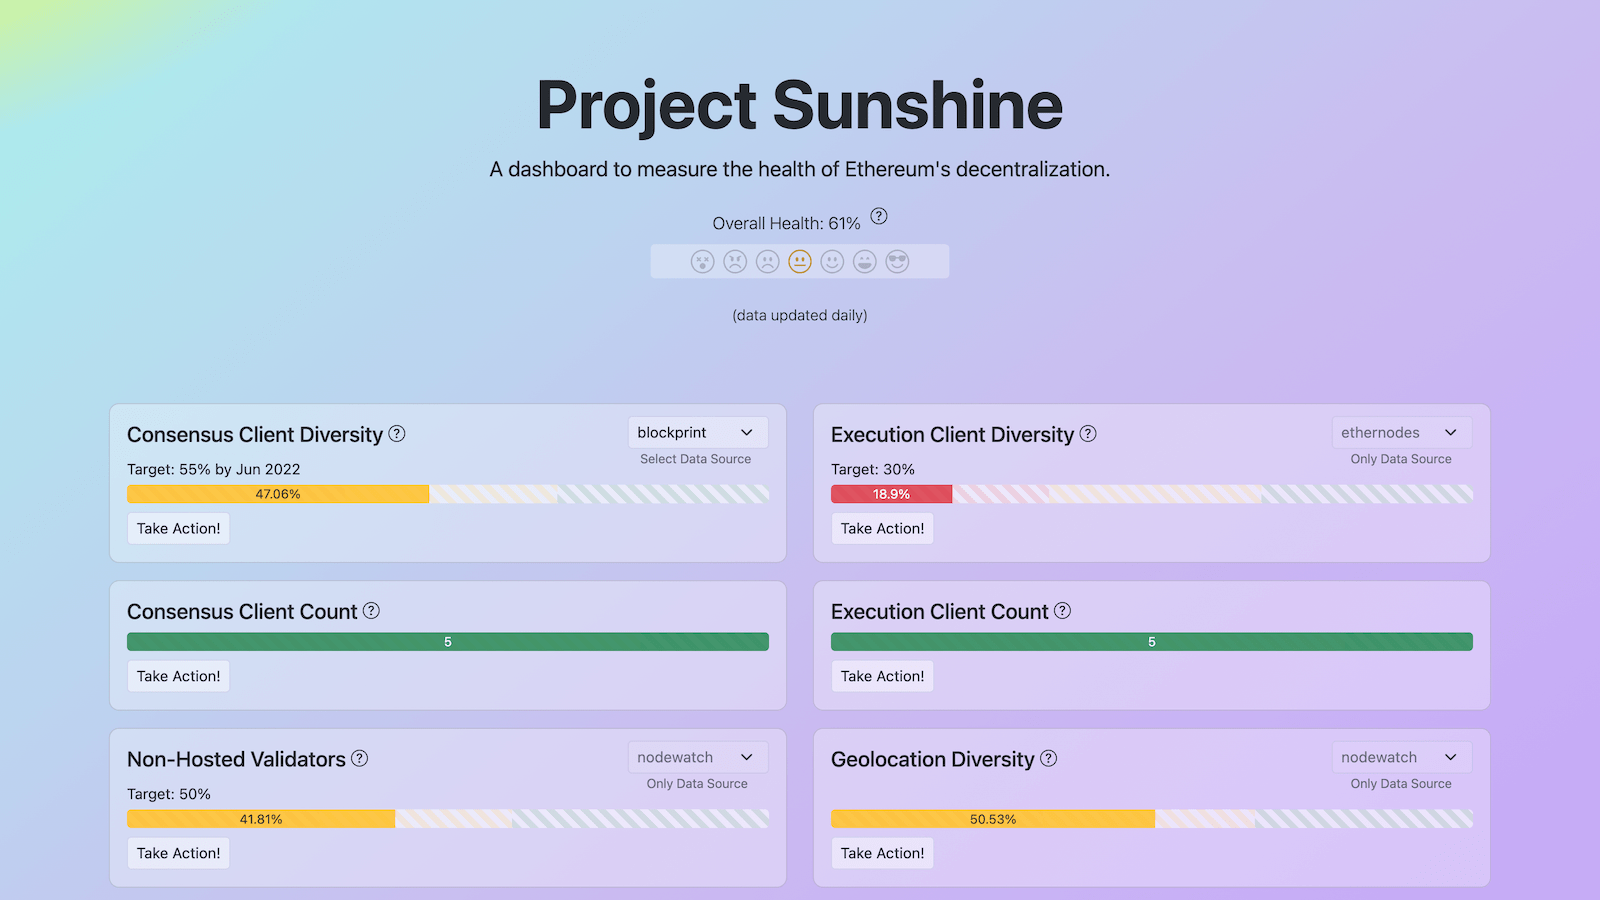 Project Sunshine
A dashboard to measure the health of Ethereum's decentralization.
Overall Health: 61% ?
(data updated daily)
Consensus Client Diversity ?
blockprint
Select Data Source
Target: 55% by Jun 2022
47.06%
Take Action!
Execution Client Diversity ?
ethernodes
Only Data Source
Target: 30%
18.9%
Take Action!
Consensus Client Count ?
5
Take Action!
Execution Client Count ?
5
Take Action!
Non-Hosted Validators ?
nodewatch
Only Data Source
Target: 50%
41.81%
Take Action!
Geolocation Diversity ?
nodewatch
Only Data Source
50.53%
Take Action!